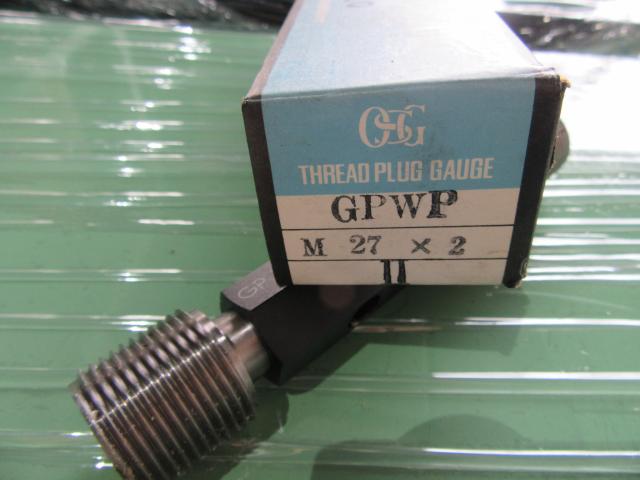 OSG
THREAD PLUG GAUGE
GPWP
M 27 × 2
II
GP